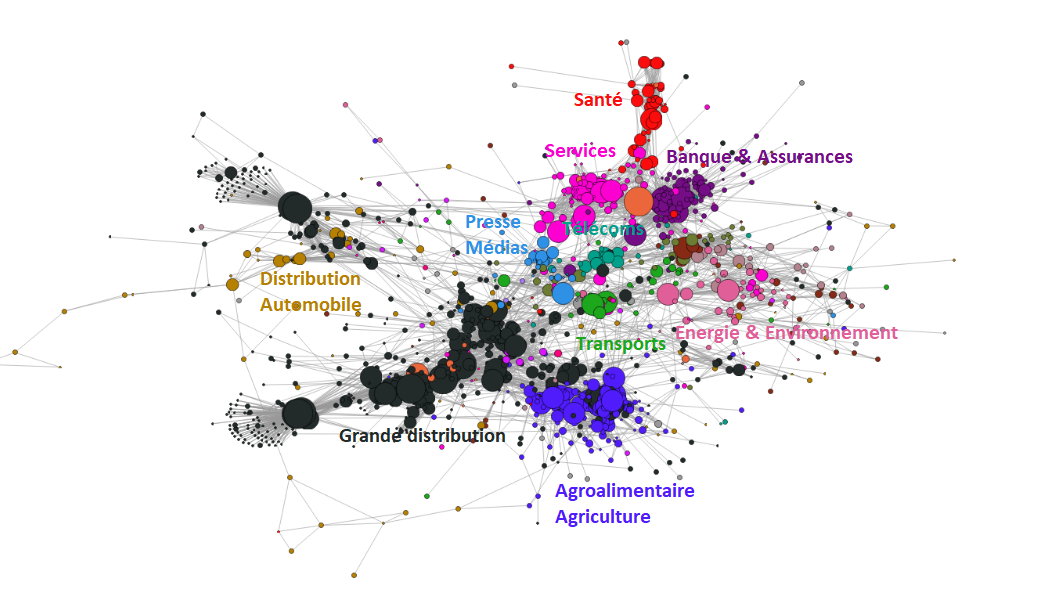 Santé
Services
Banque & Assurances
Presse
Médias
Télécoms
Distribution
Automobile
Transports
Energie & Environnement
Grande distribution
Agroalimentaire
Agriculture